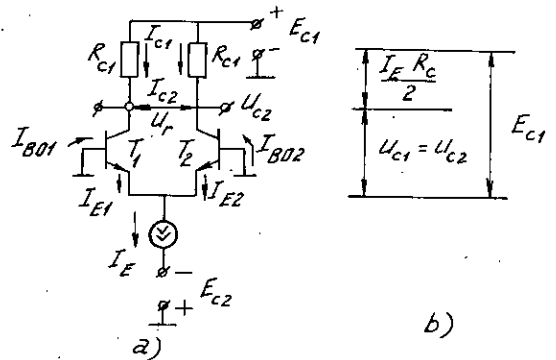 + E_C1
I_C1
R_C1 R_C1 −
I_C2
U_r U_C2
I_B01 T_1 T_2 I_B02
I_E1 I_E2
I_E −
+ E_C2
a)
I_E R_C
2
E_C1
U_C1 = U_C2
b)